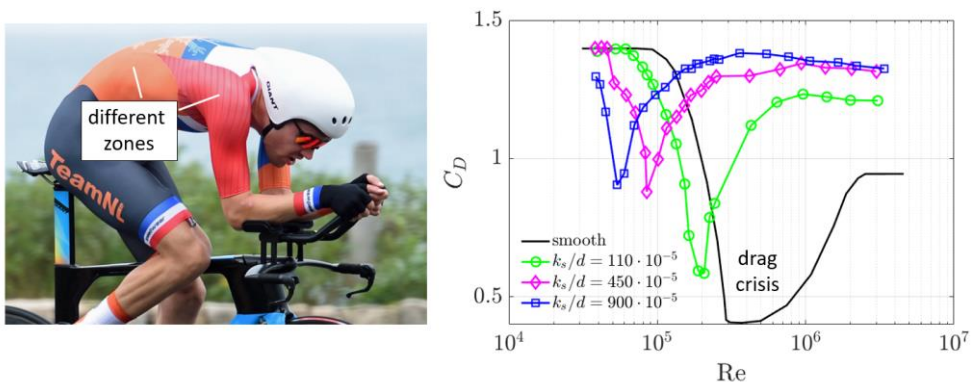 different
zones
GIANT
TeamNL
1.5
1
0.5
C_D
smooth
k_s/d = 110 · 10^{-5}
k_s/d = 450 · 10^{-5}
k_s/d = 900 · 10^{-5}
drag
crisis
10^4
10^5
10^6
10^7
Re